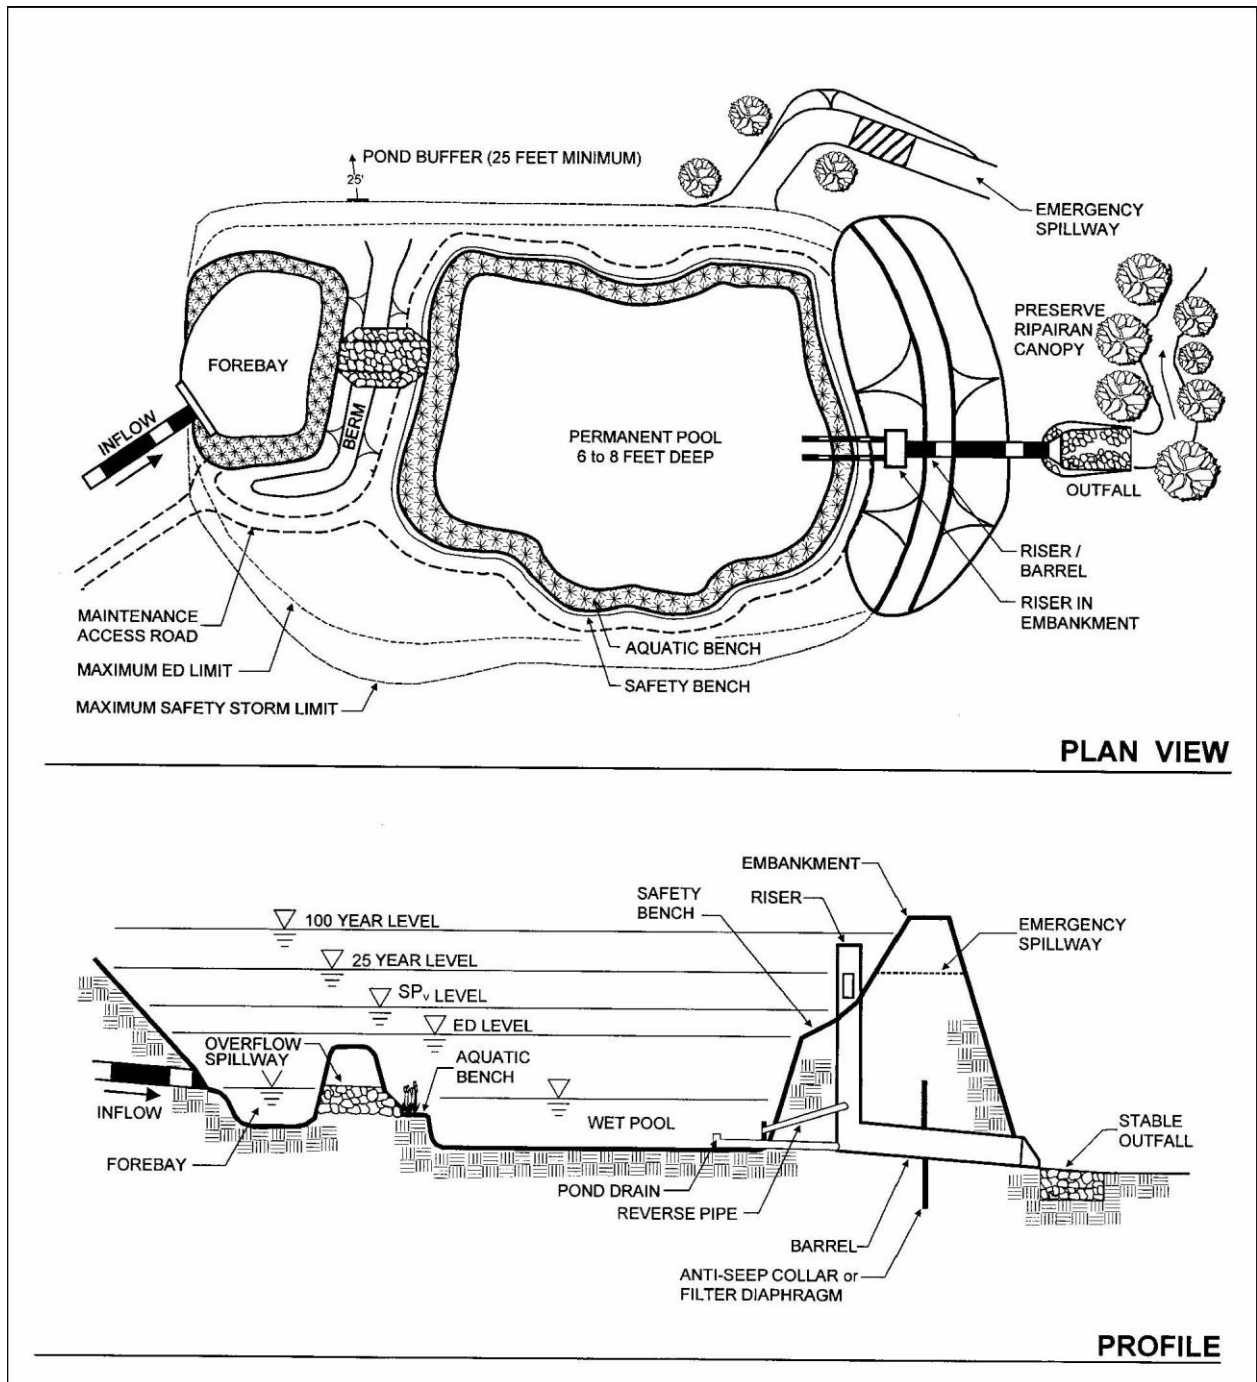 POND BUFFER (25 FEET MINIMUM)
25'
EMERGENCY
SPILLWAY
PRESERVE
RIPAIRAN
CANOPY
FOREBAY
INFLOW
BERM
PERMANENT POOL
6 to 8 FEET DEEP
OUTFALL
RISER /
BARREL
RISER IN
EMBANKMENT
MAINTENANCE
ACCESS ROAD
AQUATIC BENCH
MAXIMUM ED LIMIT
SAFETY BENCH
MAXIMUM SAFETY STORM LIMIT
PLAN VIEW
EMBANKMENT
SAFETY
BENCH
RISER
100 YEAR LEVEL
EMERGENCY
SPILLWAY
25 YEAR LEVEL
SPv LEVEL
ED LEVEL
OVERFLOW
SPILLWAY
AQUATIC
BENCH
INFLOW
WET POOL
STABLE
OUTFALL
FOREBAY
POND DRAIN
REVERSE PIPE
BARREL
ANTI-SEEP COLLAR or
FILTER DIAPHRAGM
PROFILE